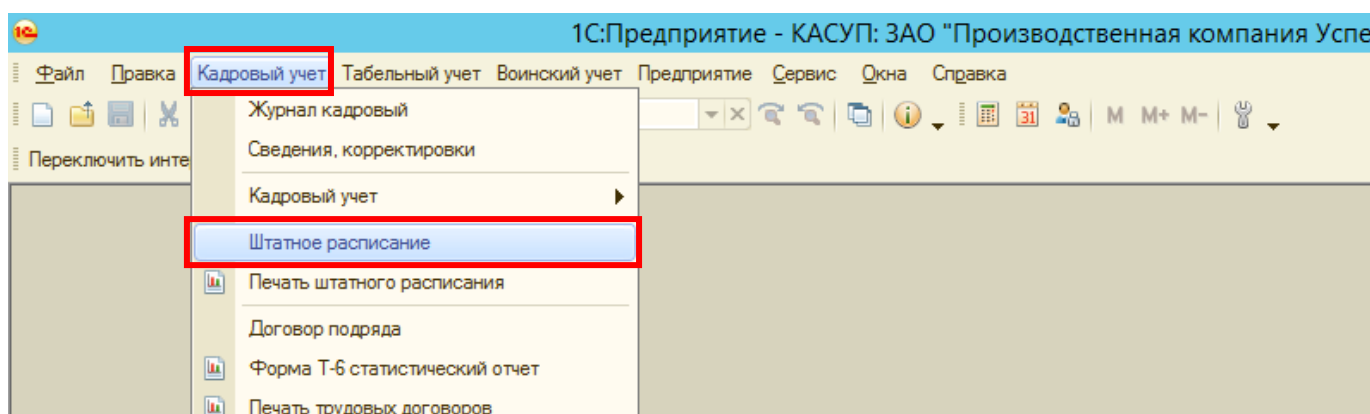 1С:Предприятие - КАСУП: ЗАО "Производственная компания Успе
Файл Правка Кадровый учет Табельный учет Воинский учет Предприятие Сервис Окна Справка
31 M M+ M-
Переключить инте
Журнал кадровый
Сведения, корректировки
Кадровый учет
Штатное расписание
Печать штатного расписания
Договор подряда
Форма Т-6 статистический отчет
Печать трудовых договоров